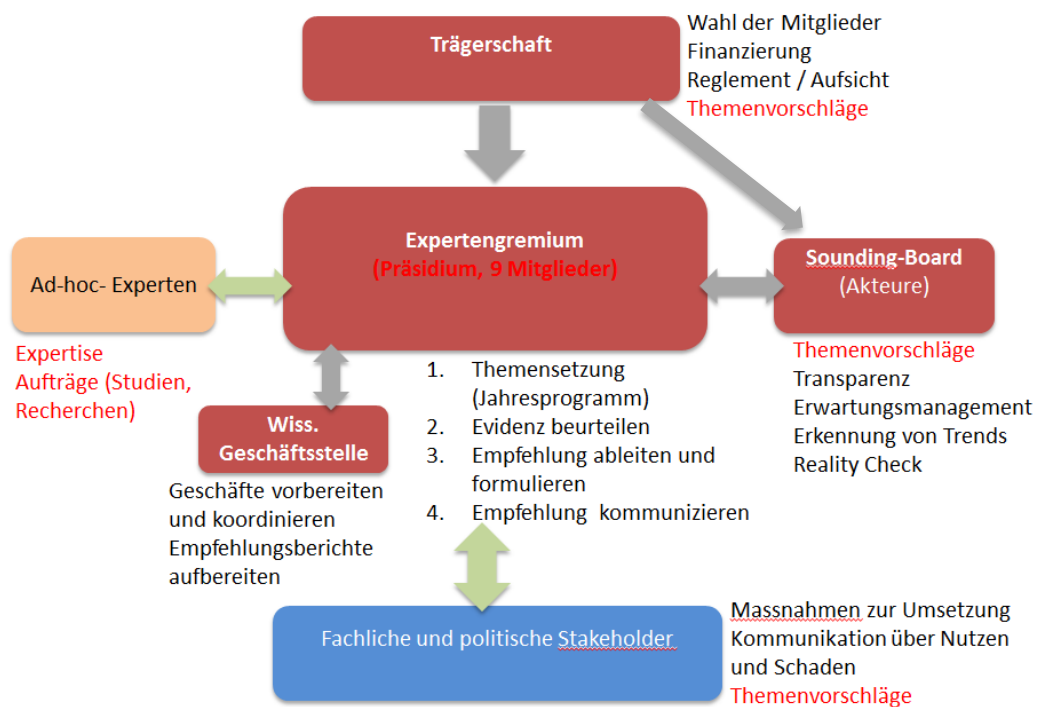 Trägerschaft
Wahl der Mitglieder
Finanzierung
Reglement / Aufsicht
Themenvorschläge
Expertengremium
(Präsidium, 9 Mitglieder)
Ad-hoc- Experten
Expertise
Aufträge (Studien,
Recherchen)
Sounding-Board
(Akteure)
Themenvorschläge
Transparenz
Erwartungsmanagement
Erkennung von Trends
Reality Check
Wiss.
Geschäftsstelle
Geschäfte vorbereiten
und koordinieren
Empfehlungsberichte
aufbereiten
1. Themensetzung
(Jahresprogramm)
2. Evidenz beurteilen
3. Empfehlung ableiten und
formulieren
4. Empfehlung kommunizieren
Fachliche und politische Stakeholder
Massnahmen zur Umsetzung
Kommunikation über Nutzen
und Schaden
Themenvorschläge